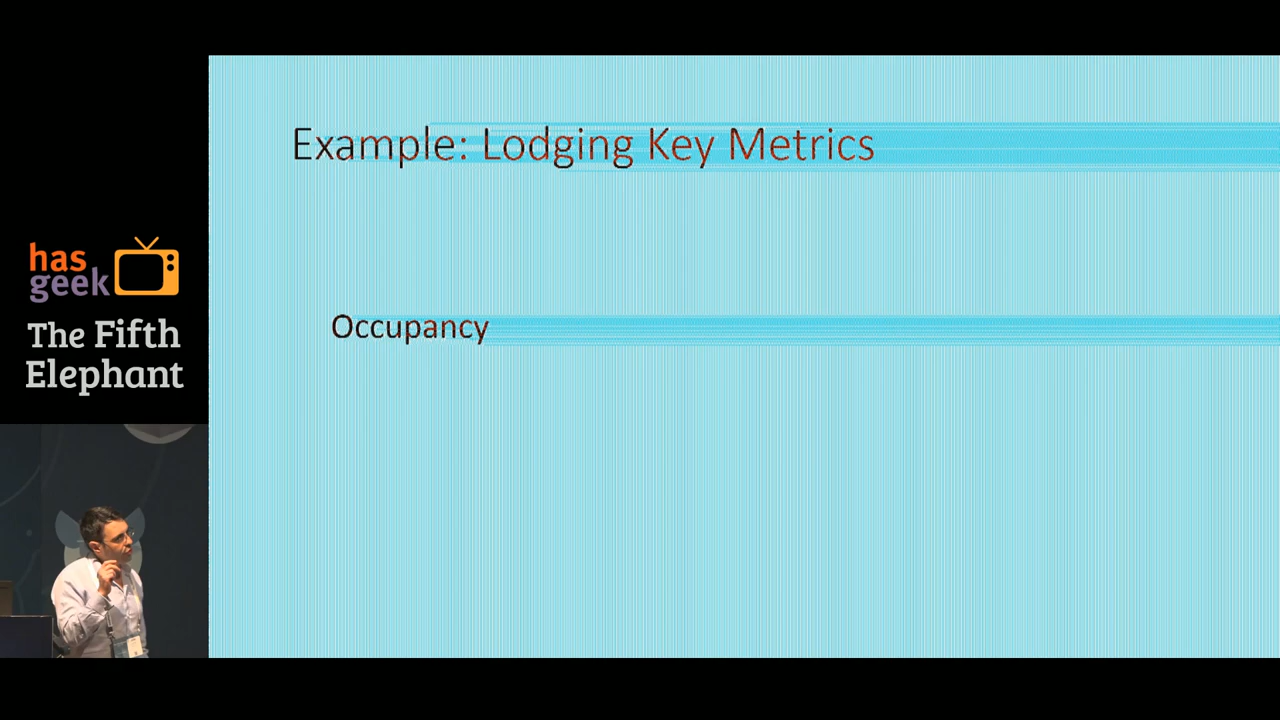 Example: Lodging Key Metrics
Occupancy
has
geek
The Fifth
Elephant